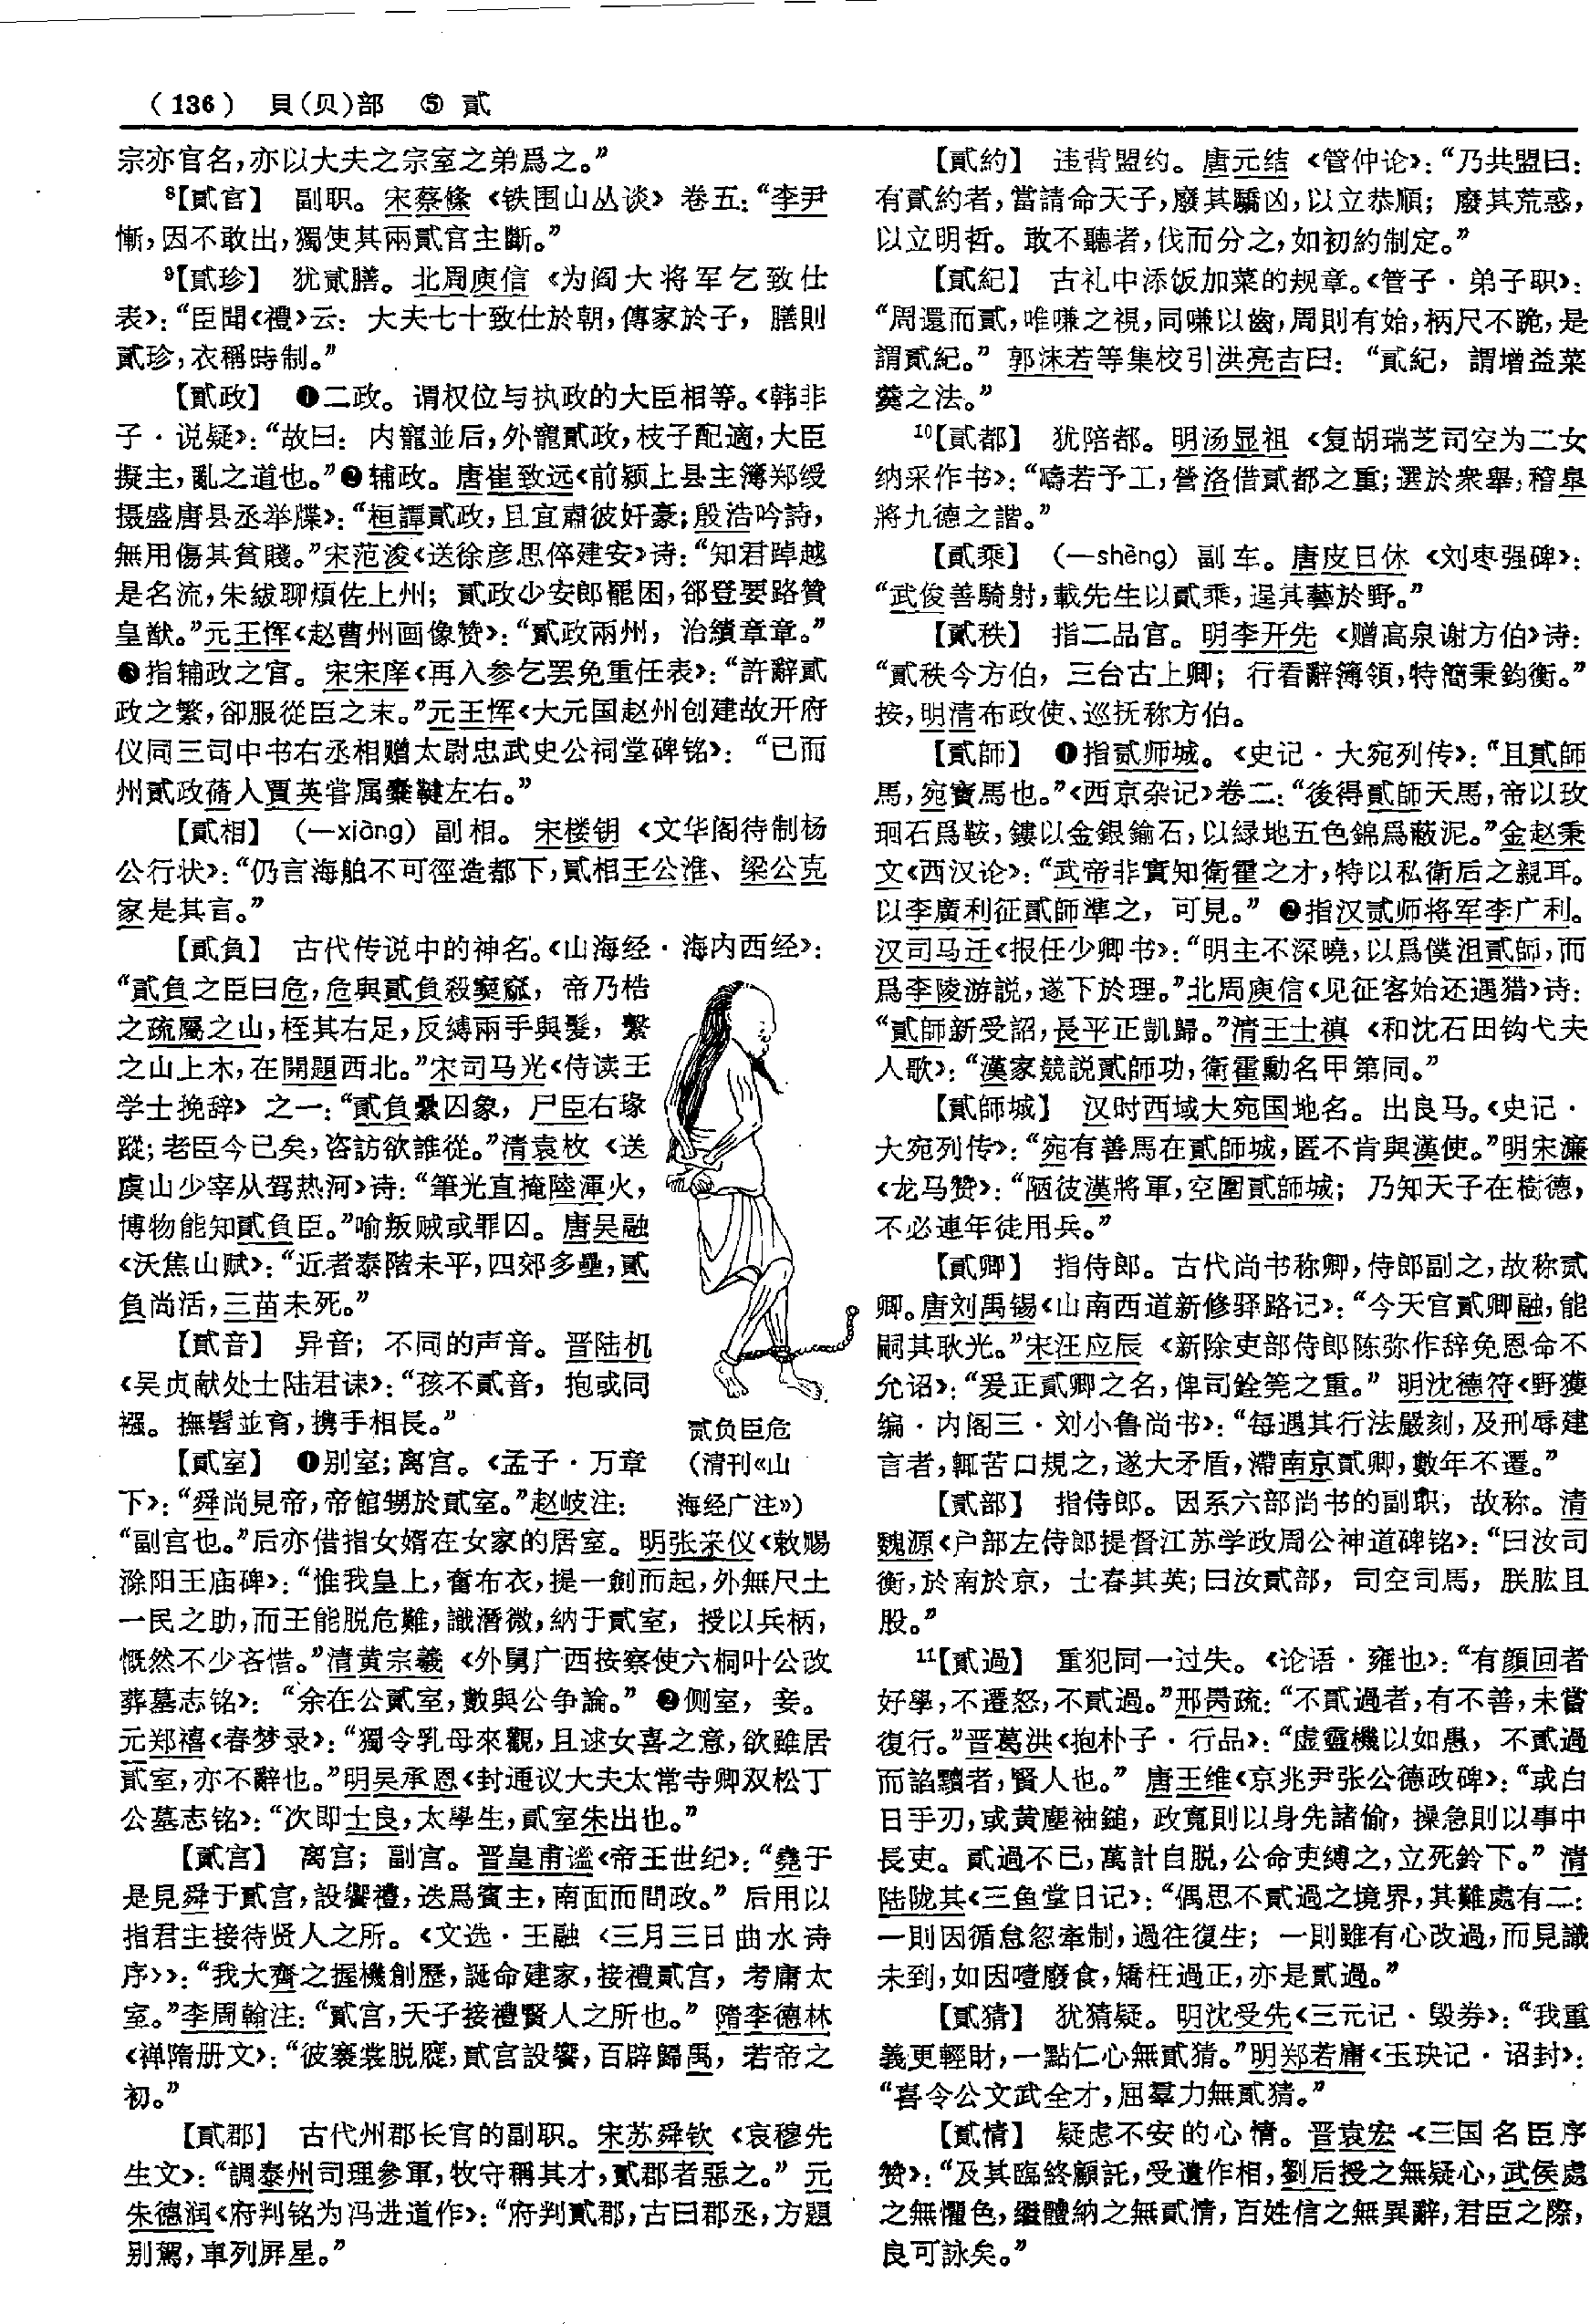 （136）　貝（贝）部　⑤　貳
宗亦官名，亦以大夫之宗室之弟爲之。”
⁸【貳官】　副职。宋蔡絛《铁围山丛谈》卷五：“李尹
惭，因不敢出，獨使其兩貳官主斷。”
⁹【貳珍】　犹貳膳。北周庾信《为阎大将军乞致仕
表》：“臣聞《禮》云：大夫七十致仕於朝，傳家於子，膳則
貳珍，衣稱時制。”
【貳政】　❶二政。谓权位与执政的大臣相等。《韩非
子·说疑》：“故曰：内寵並后，外寵貳政，枝子配適，大臣
擬主，亂之道也。”❷辅政。唐崔致远《前颍上县主簿郑绶
摄盛唐县丞举牒》：“桓譚貳政，且宜肅彼奸豪；殷浩吟詩，
無用傷其貧賤。”宋范浚《送徐彦思倅建安》诗：“知君踔越
是名流，朱紱聊煩佐上州；貳政少安郎罷困，郤登要路贊
皇猷。”元王恽《赵曹州画像赞》：“貳政兩州，治績章章。”
❸指辅政之官。宋宋庠《再入参乞罢免重任表》：“許辭貳
政之繁，卻服從臣之末。”元王恽《大元国赵州创建故开府
仪同三司中书右丞相赠太尉忠武史公祠堂碑铭》：“已而
州貳政蓨人賈英嘗属櫜鞬左右。”
【貳相】　（—xiàng）副相。宋楼钥《文华阁待制杨
公行状》：“仍言海舶不可徑造都下，貳相王公淮、梁公克
家是其言。”
【貳負】　古代传说中的神名。《山海经·海内西经》：
“貳負之臣曰危，危與貳負殺窫窳，帝乃梏
之疏屬之山，桎其右足，反縛兩手與髮，繫
之山上木，在開題西北。”宋司马光《侍读王
学士挽辞》之一：“貳負纍囚象，尸臣右瑑
蹤；老臣今已矣，咨訪欲誰從。”清袁枚《送
虞山少宰从驾热河》诗：“筆光直掩陸渾火，
博物能知貳負臣。”喻叛贼或罪囚。唐吴融
《沃焦山赋》：“近者泰階未平，四郊多壘，貳
負尚活，三苗未死。”
【貳音】　异音；不同的声音。晋陆机
《吴贞献处士陆君诔》：“孩不貳音，抱或同
襁。撫髫並育，携手相長。”
贰负臣危
（清刊《山
海经广注》）
【貳室】　❶别室；离宫。《孟子·万章
下》：“舜尚見帝，帝館甥於貳室。”赵岐注：
“副宫也。”后亦借指女婿在女家的居室。明张来仪《敕赐
滁阳王庙碑》：“惟我皇上，奮布衣，提一劍而起，外無尺土
一民之助，而王能脱危難，識潛微，納于貳室，授以兵柄，
慨然不少吝惜。”清黄宗羲《外舅广西按察使六桐叶公改
葬墓志铭》：“余在公貳室，數與公争論。”❷侧室，妾。
元郑禧《春梦录》：“獨令乳母來觀，且逑女喜之意，欲雖居
貳室，亦不辭也。”明吴承恩《封通议大夫太常寺卿双松丁
公墓志铭》：“次即士良，太學生，貳室朱出也。”
【貳宫】　离宫；副宫。晋皇甫谧《帝王世纪》：“堯于
是見舜于貳宫，設饗禮，迭爲賓主，南面而問政。”后用以
指君主接待贤人之所。《文选·王融〈三月三日曲水诗
序〉》：“我大齊之握機創歷，誕命建家，接禮貳宫，考庸太
室。”李周翰注：“貳宫，天子接禮賢人之所也。”隋李德林
《禅隋册文》：“彼褰裳脱屣，貳宫設饗，百辟歸禹，若帝之
初。”
【貳郡】　古代州郡长官的副职。宋苏舜钦《哀穆先
生文》：“調泰州司理參軍，牧守稱其才，貳郡者惡之。”元
朱德润《府判铭为冯进道作》：“府判貳郡，古曰郡丞，方題
别駕，車列屏星。”
【貳約】　违背盟约。唐元结《管仲论》：“乃共盟曰：
有貳約者，當請命天子，廢其驕凶，以立恭順；廢其荒惑，
以立明哲。敢不聽者，伐而分之，如初約制定。”
【貳紀】　古礼中添饭加菜的规章。《管子·弟子职》：
“周還而貳，唯嗛之視，同嗛以齒，周則有始，柄尺不跪，是
謂貳紀。”郭沫若等集校引洪亮吉曰：“貳紀，謂增益菜
羹之法。”
¹⁰【貳都】　犹陪都。明汤显祖《复胡瑞芝司空为二女
纳采作书》：“疇若予工，營洛借貳都之重；選於衆舉，稽臯
將九德之諧。”
【貳乘】　（—shèng）副车。唐皮日休《刘枣强碑》：
“武俊善騎射，載先生以貳乘，逞其藝於野。”
【貳秩】　指二品官。明李开先《赠高泉谢方伯》诗：
“貳秩今方伯，三台古上卿；行看辭簿領，特簡秉鈞衡。”
按，明清布政使、巡抚称方伯。
【貳師】　❶指贰师城。《史记·大宛列传》：“且貳師
馬，宛寳馬也。”《西京杂记》卷二：“後得貳師天馬，帝以玫
瑰石爲鞍，鏤以金銀鍮石，以緑地五色錦爲蔽泥。”金赵秉
文《西汉论》：“武帝非實知衛霍之才，特以私衛后之親耳。
以李廣利征貳師準之，可見。”❷指汉贰师将军李广利。
汉司马迁《报任少卿书》：“明主不深曉，以爲僕沮貳師，而
爲李陵游説，遂下於理。”北周庾信《见征客始还遇猎》诗：
“貳師新受詔，長平正凱歸。”清王士禛《和沈石田钩弋夫
人歌》：“漢家競説貳師功，衛霍勳名甲第同。”
【貳師城】　汉时西域大宛国地名。出良马。《史记·
大宛列传》：“宛有善馬在貳師城，匿不肯與漢使。”明宋濂
《龙马赞》：“陋彼漢將軍，空圍貳師城；乃知天子在樹德，
不必連年徒用兵。”
【貳卿】　指侍郎。古代尚书称卿，侍郎副之，故称贰
卿。唐刘禹锡《山南西道新修驿路记》：“今天官貳卿融，能
嗣其耿光。”宋汪应辰《新除吏部侍郎陈弥作辞免恩命不
允诏》：“爰正貳卿之名，俾司銓筦之重。”明沈德符《野獲
编·内阁三·刘小鲁尚书》：“每遇其行法嚴刻，及刑辱建
言者，輒苦口規之，遂大矛盾，滯南京貳卿，數年不遷。”
【貳部】　指侍郎。因系六部尚书的副职，故称。清
魏源《户部左侍郎提督江苏学政周公神道碑铭》：“曰汝司
衡，於南於京，士春其英；曰汝貳部，司空司馬，朕肱且
股。”
¹¹【貳過】　重犯同一过失。《论语·雍也》：“有顔回者
好學，不遷怒，不貳過。”邢昺疏：“不貳過者，有不善，未嘗
復行。”晋葛洪《抱朴子·行品》：“虚靈機以如愚，不貳過
而諂黷者，賢人也。”唐王维《京兆尹张公德政碑》：“或白
日手刃，或黄塵袖鎚，政寬則以身先諸偷，操急則以事中
長吏。貳過不已，萬計自脱，公命吏縛之，立死鈴下。”清
陆陇其《三鱼堂日记》：“偶思不貳過之境界，其難處有二：
一則因循怠忽牽制，過往復生；一則雖有心改過，而見識
未到，如因噎廢食，矯枉過正，亦是貳過。”
【貳猜】　犹猜疑。明沈受先《三元记·毁券》：“我重
義更輕財，一點仁心無貳猜。”明郑若庸《玉玦记·诏封》：
“喜令公文武全才，屈羣力無貳猜。”
【貳情】　疑虑不安的心情。晋袁宏《三国名臣序
赞》：“及其臨終顧託，受遺作相，劉后授之無疑心，武侯處
之無懼色，繼體納之無貳情，百姓信之無異辭，君臣之際，
良可詠矣。”